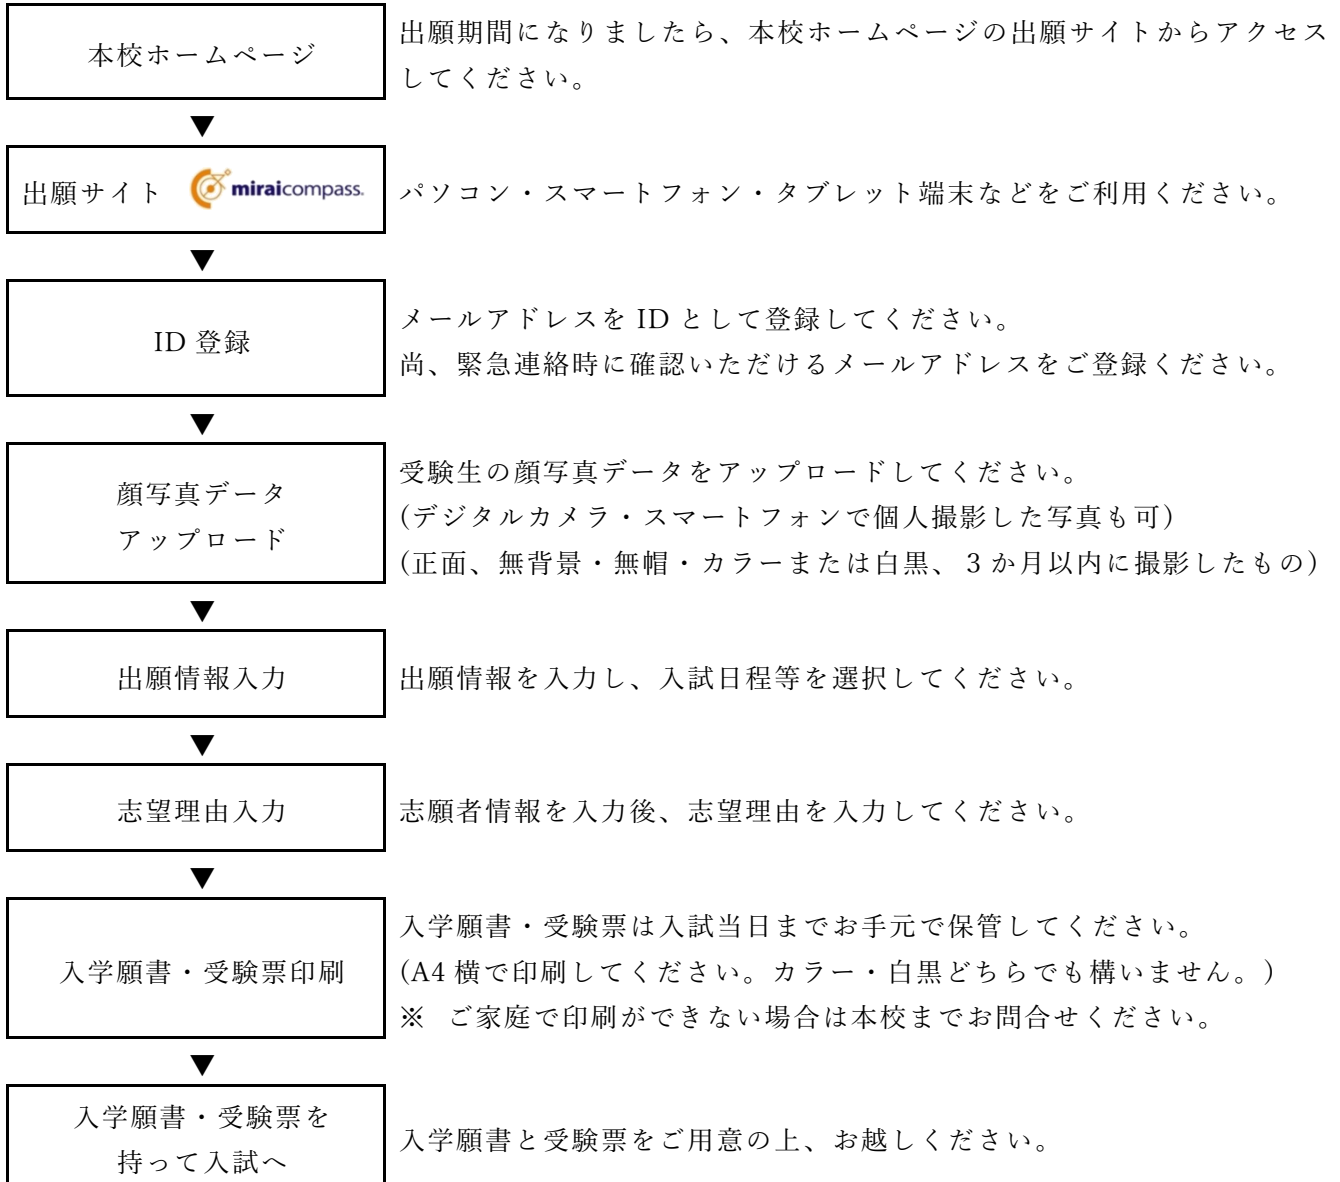 本校ホームページ
出願期間になりましたら、本校ホームページの出願サイトからアクセス
してください。
▼
出願サイト miraicompass.
パソコン・スマートフォン・タブレット端末などをご利用ください。
▼
ID 登録
メールアドレスを ID として登録してください。
尚、緊急連絡時に確認いただけるメールアドレスをご登録ください。
▼
顔写真データ
アップロード
受験生の顔写真データをアップロードしてください。
(デジタルカメラ・スマートフォンで個人撮影した写真も可)
(正面、無背景・無帽・カラーまたは白黒、3か月以内に撮影したもの)
▼
出願情報入力
出願情報を入力し、入試日程等を選択してください。
▼
志望理由入力
志願者情報を入力後、志望理由を入力してください。
▼
入学願書・受験票印刷
入学願書・受験票は入試当日までお手元で保管してください。
(A4 横で印刷してください。カラー・白黒どちらでも構いません。)
※ ご家庭で印刷ができない場合は本校までお問合せください。
▼
入学願書・受験票を
持って入試へ
入学願書と受験票をご用意の上、お越しください。